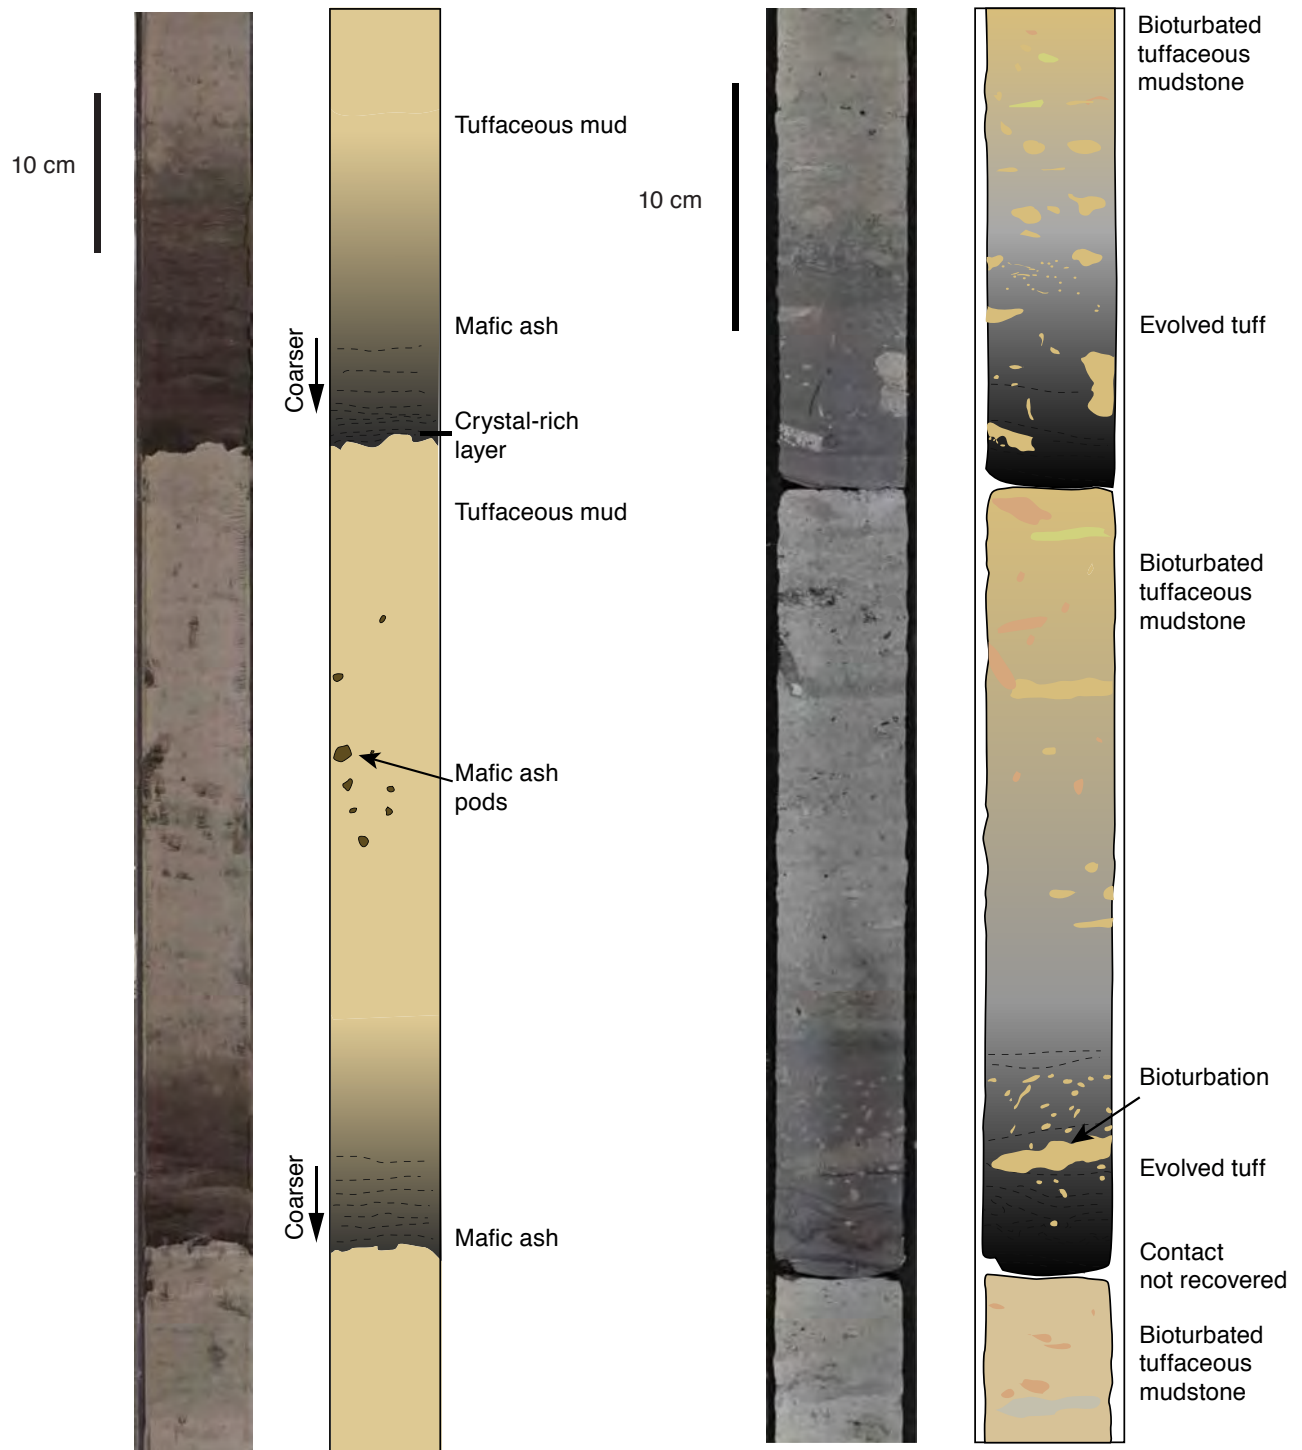 10 cm
Tuffaceous mud
Mafic ash
Coarser
Crystal-rich
layer
Tuffaceous mud
Mafic ash
pods
Coarser
Mafic ash
10 cm
Bioturbated
tuffaceous
mudstone
Evolved tuff
Bioturbated
tuffaceous
mudstone
Bioturbation
Evolved tuff
Contact
not recovered
Bioturbated
tuffaceous
mudstone